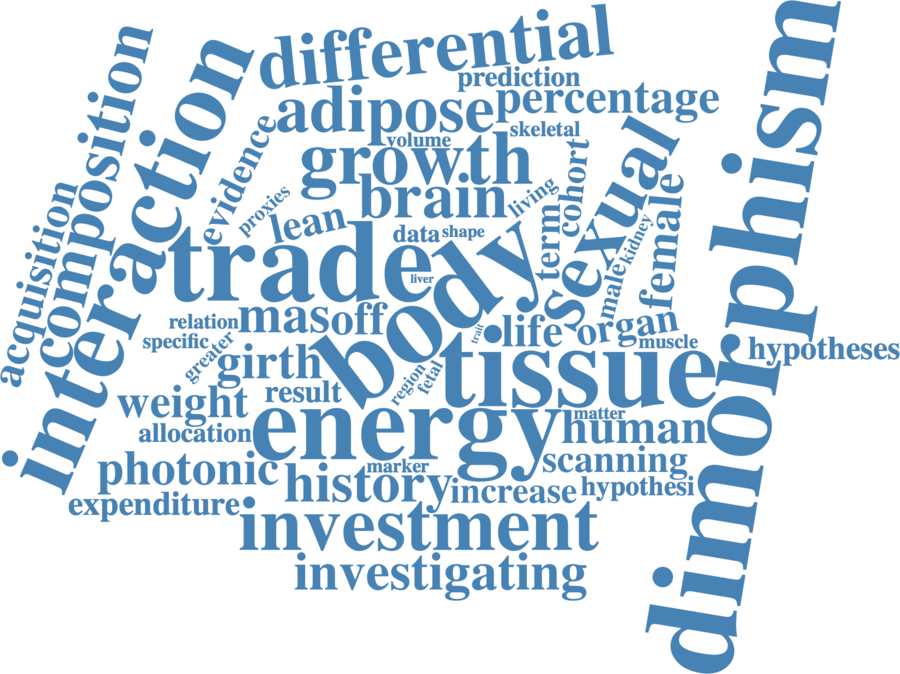 differential
prediction
adipose
percentage
volume
skeletal
growth
brain
evidence
proxies
lean
data
shape
living
term
cohort
sexual
female
male
kidney
dimorphism
composition
acquisition
interaction
trade
liver
body
relation
mas
off
trait
life
organ
specific
greater
girth
muscle
hypotheses
tissue
region
fetal
result
weight
matter
allocation
energy
human
photonic
marker
scanning
history
increase
hypothesi
expenditure
investment
investigating